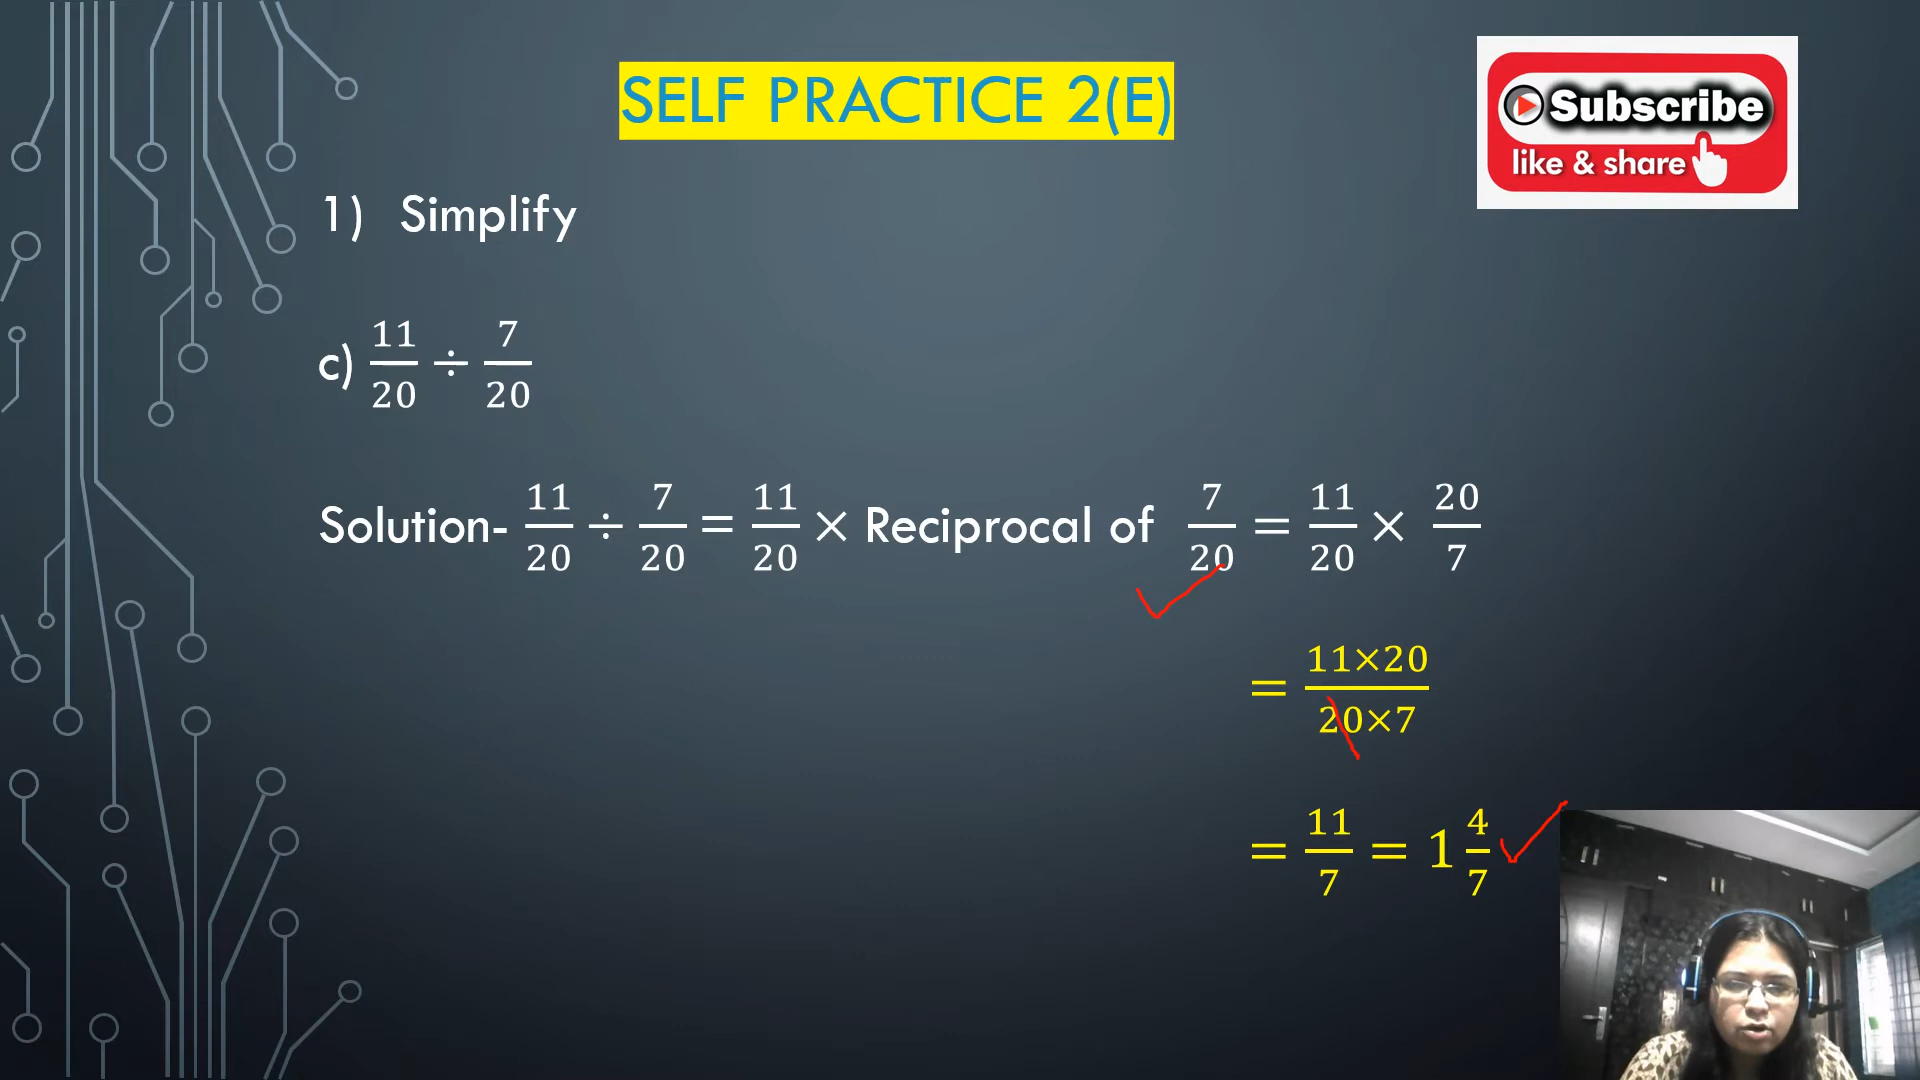 SELF PRACTICE 2(E)
Subscribe
like & share
1) Simplify
c) 11/20 ÷ 7/20
Solution- 11/20 ÷ 7/20 = 11/20 × Reciprocal of 7/20 = 11/20 × 20/7
= 11×20/20×7
= 11/7 = 1 4/7